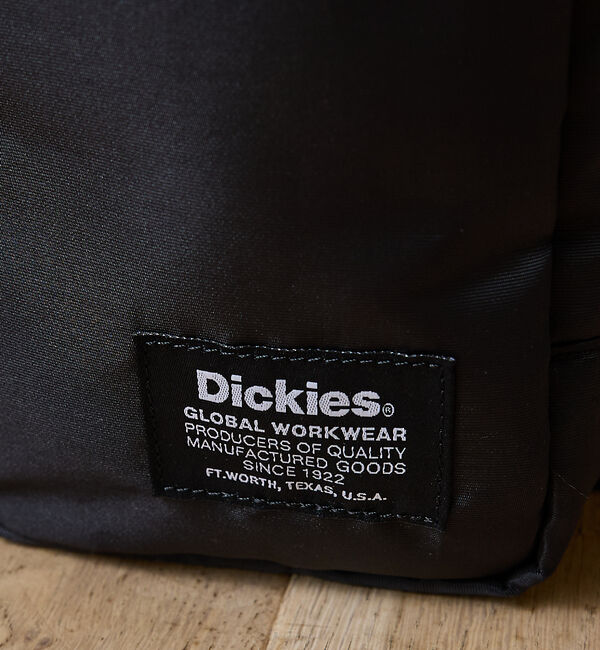 Dickies®
GLOBAL WORKWEAR
PRODUCERS OF QUALITY
MANUFACTURED GOODS
SINCE 1922
FT.WORTH, TEXAS, U.S.A.